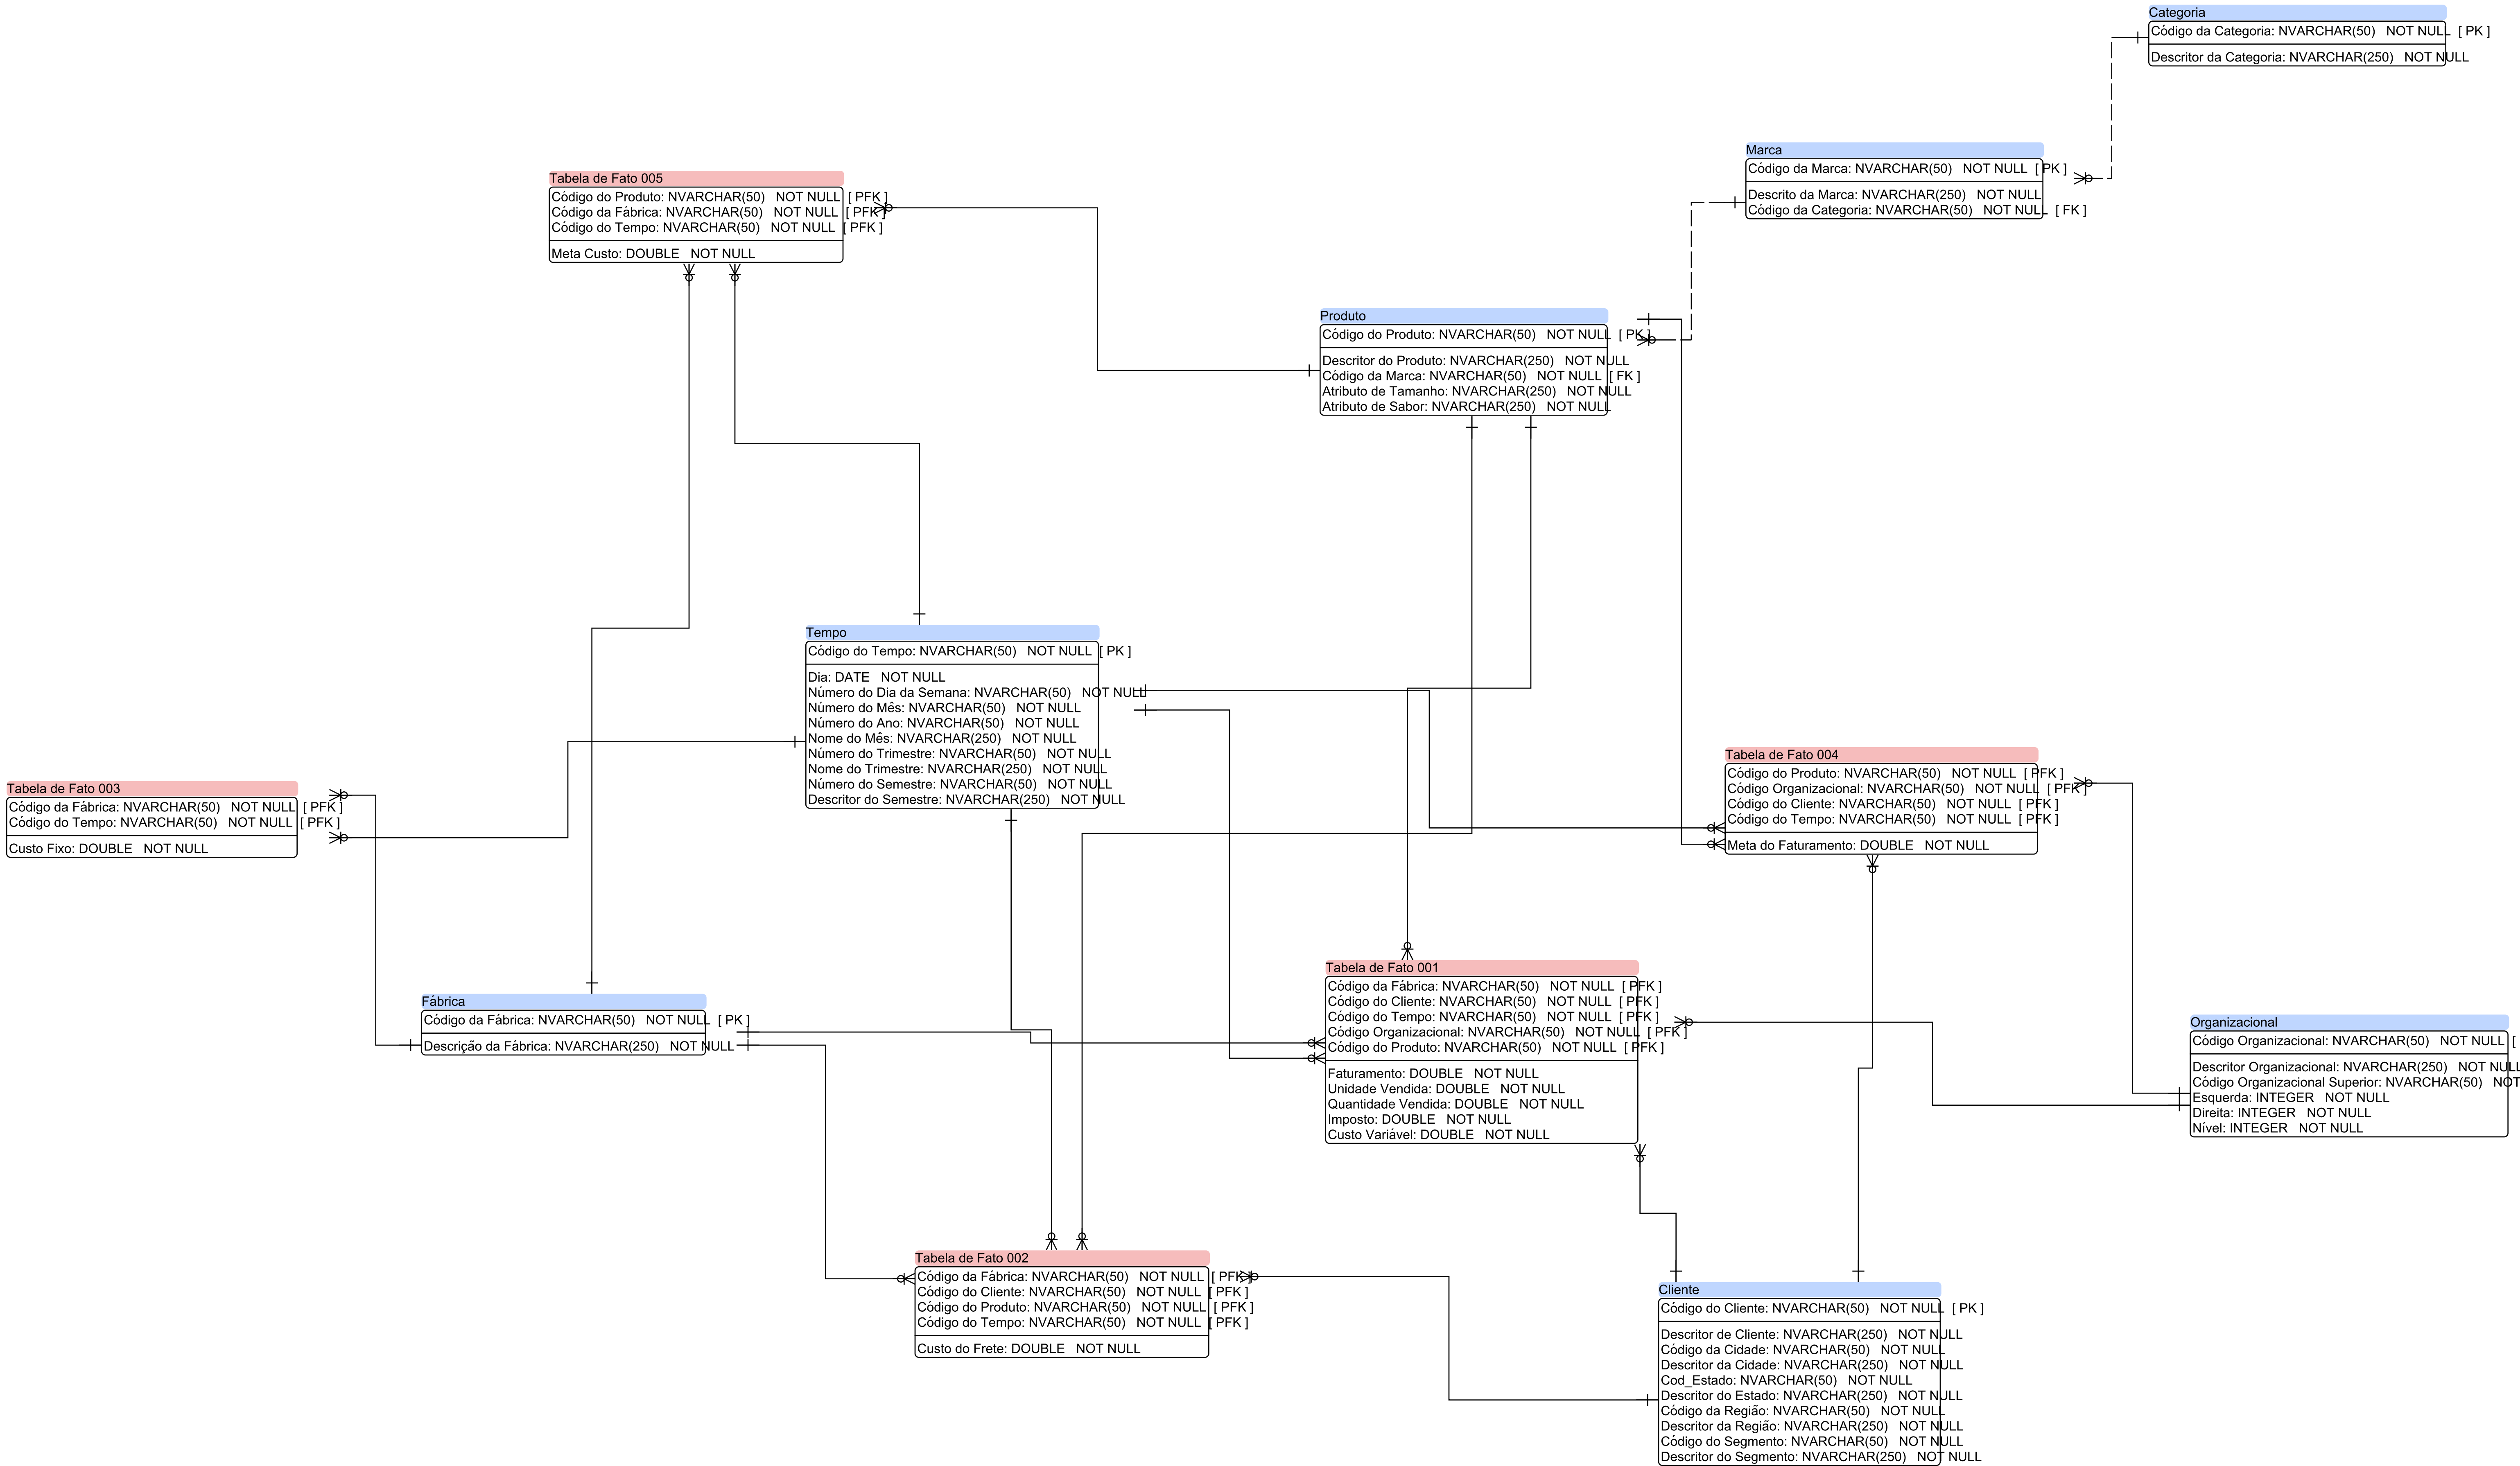 Categoria
Código da Categoria: NVARCHAR(50)   NOT NULL  [ PK ]
Descritor da Categoria: NVARCHAR(250)   NOT NULL
Marca
Código da Marca: NVARCHAR(50)   NOT NULL  [ PK ]
Descrito da Marca: NVARCHAR(250)   NOT NULL
Código da Categoria: NVARCHAR(50)   NOT NULL  [ FK ]
Tabela de Fato 005
Código do Produto: NVARCHAR(50)   NOT NULL  [ PFK ]
Código da Fábrica: NVARCHAR(50)   NOT NULL  [ PFK ]
Código do Tempo: NVARCHAR(50)   NOT NULL  [ PFK ]
Meta Custo: DOUBLE   NOT NULL
Produto
Código do Produto: NVARCHAR(50)   NOT NULL  [ PK ]
Descritor do Produto: NVARCHAR(250)   NOT NULL
Código da Marca: NVARCHAR(50)   NOT NULL  [ FK ]
Atributo de Tamanho: NVARCHAR(250)   NOT NULL
Atributo de Sabor: NVARCHAR(250)   NOT NULL
Tempo
Código do Tempo: NVARCHAR(50)   NOT NULL  [ PK ]
Dia: DATE   NOT NULL
Número do Dia da Semana: NVARCHAR(50)   NOT NULL
Número do Mês: NVARCHAR(50)   NOT NULL
Número do Ano: NVARCHAR(50)   NOT NULL
Nome do Mês: NVARCHAR(250)   NOT NULL
Número do Trimestre: NVARCHAR(50)   NOT NULL
Nome do Trimestre: NVARCHAR(250)   NOT NULL
Número do Semestre: NVARCHAR(50)   NOT NULL
Descritor do Semestre: NVARCHAR(250)   NOT NULL
Tabela de Fato 004
Código do Produto: NVARCHAR(50)   NOT NULL  [ PFK ]
Código Organizacional: NVARCHAR(50)   NOT NULL  [ PFK ]
Código do Cliente: NVARCHAR(50)   NOT NULL  [ PFK ]
Código do Tempo: NVARCHAR(50)   NOT NULL  [ PFK ]
Meta do Faturamento: DOUBLE   NOT NULL
Tabela de Fato 003
Código da Fábrica: NVARCHAR(50)   NOT NULL  [ PFK ]
Código do Tempo: NVARCHAR(50)   NOT NULL  [ PFK ]
Custo Fixo: DOUBLE   NOT NULL
Tabela de Fato 001
Código da Fábrica: NVARCHAR(50)   NOT NULL  [ PFK ]
Código do Cliente: NVARCHAR(50)   NOT NULL  [ PFK ]
Código do Tempo: NVARCHAR(50)   NOT NULL  [ PFK ]
Código Organizacional: NVARCHAR(50)   NOT NULL  [ PFK ]
Código do Produto: NVARCHAR(50)   NOT NULL  [ PFK ]
Faturamento: DOUBLE   NOT NULL
Unidade Vendida: DOUBLE   NOT NULL
Quantidade Vendida: DOUBLE   NOT NULL
Imposto: DOUBLE   NOT NULL
Custo Variável: DOUBLE   NOT NULL
Fábrica
Código da Fábrica: NVARCHAR(50)   NOT NULL  [ PK ]
Descrição da Fábrica: NVARCHAR(250)   NOT NULL
Organizacional
Código Organizacional: NVARCHAR(50)   NOT NULL  [
Descritor Organizacional: NVARCHAR(250)   NOT NULL
Código Organizacional Superior: NVARCHAR(50)   NOT
Esquerda: INTEGER   NOT NULL
Direita: INTEGER   NOT NULL
Nível: INTEGER   NOT NULL
Tabela de Fato 002
Código da Fábrica: NVARCHAR(50)   NOT NULL  [ PFK ]
Código do Cliente: NVARCHAR(50)   NOT NULL  [ PFK ]
Código do Produto: NVARCHAR(50)   NOT NULL  [ PFK ]
Código do Tempo: NVARCHAR(50)   NOT NULL  [ PFK ]
Custo do Frete: DOUBLE   NOT NULL
Cliente
Código do Cliente: NVARCHAR(50)   NOT NULL  [ PK ]
Descritor de Cliente: NVARCHAR(250)   NOT NULL
Código da Cidade: NVARCHAR(50)   NOT NULL
Descritor da Cidade: NVARCHAR(250)   NOT NULL
Cod_Estado: NVARCHAR(50)   NOT NULL
Descritor do Estado: NVARCHAR(250)   NOT NULL
Código da Região: NVARCHAR(50)   NOT NULL
Descritor da Região: NVARCHAR(250)   NOT NULL
Código do Segmento: NVARCHAR(50)   NOT NULL
Descritor do Segmento: NVARCHAR(250)   NOT NULL